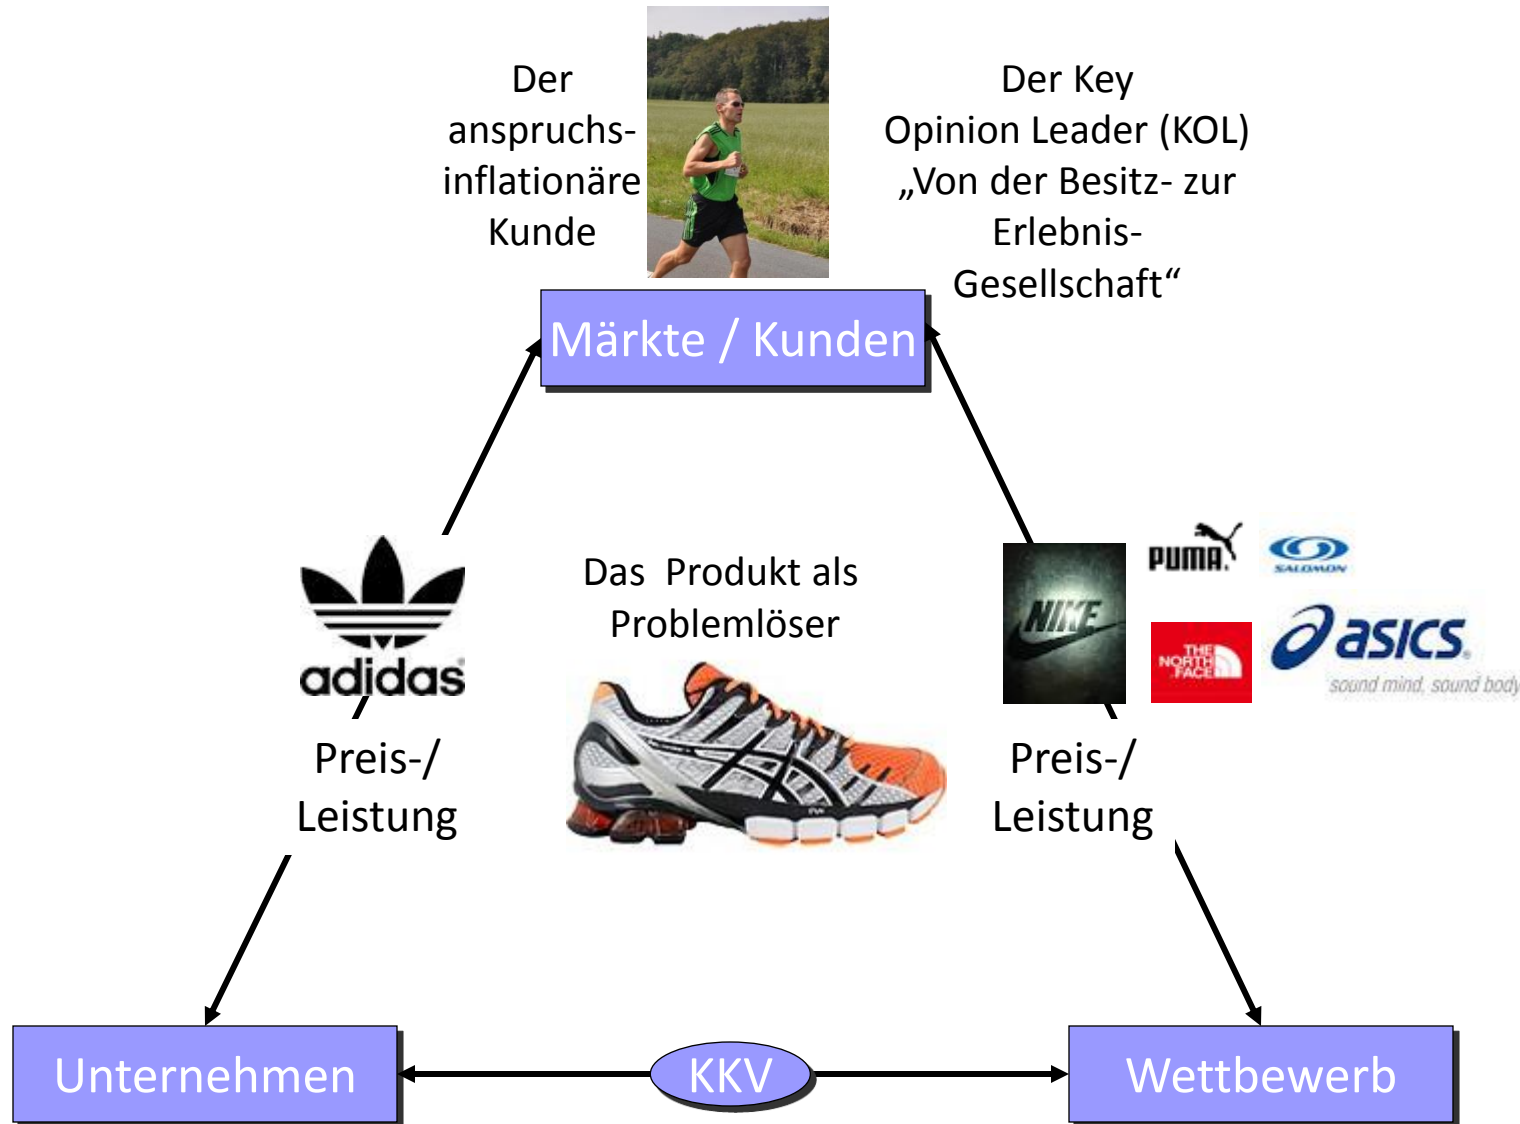 Der
anspruchs-
inflationäre
Kunde
Der Key
Opinion Leader (KOL)
„Von der Besitz- zur
Erlebnis-
Gesellschaft“
Märkte / Kunden
adidas
Das Produkt als
Problemlöser
NIKE
PUMA
SALOMON
THE
NORTH
FACE
asics
sound mind, sound body
Preis-/
Leistung
Preis-/
Leistung
Unternehmen
KKV
Wettbewerb